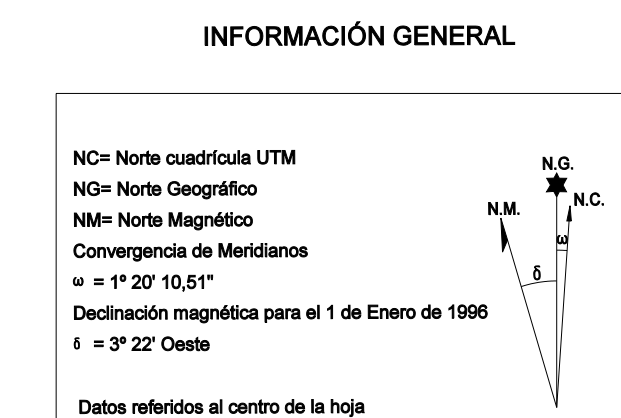 INFORMACIÓN GENERAL
NC= Norte cuadrícula UTM
NG= Norte Geográfico
NM= Norte Magnético
Convergencia de Meridianos
ω = 1º 20' 10,51"
Declinación magnética para el 1 de Enero de 1996
δ = 3º 22' Oeste
Datos referidos al centro de la hoja
N.G.
N.C.
N.M.
ω
δ